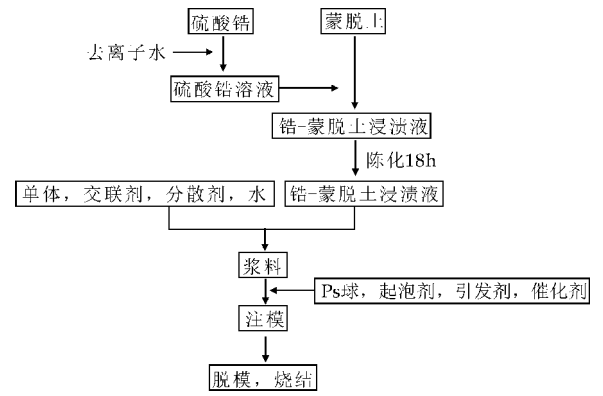 硫酸锆
蒙脱土
去离子水
硫酸锆溶液
锆-蒙脱土浸渍液
陈化18h
单体，交联剂，分散剂，水
锆-蒙脱土浸渍液
浆料
Ps球，起泡剂，引发剂，催化剂
注模
脱模，烧结